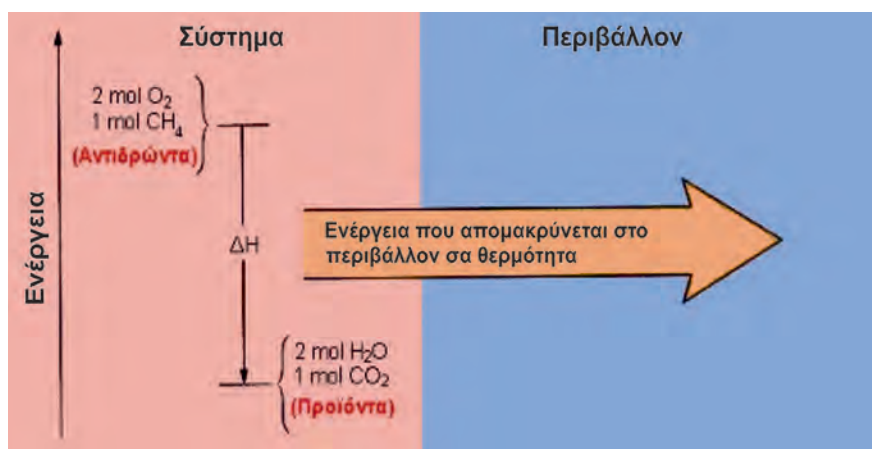 Σύστημα
Περιβάλλον
Ενέργεια
2 mol O₂
1 mol CH₄
(Αντιδρώντα)
ΔΗ
Ενέργεια που απομακρύνεται στο
περιβάλλον σα θερμότητα
2 mol H₂O
1 mol CO₂
(Προϊόντα)